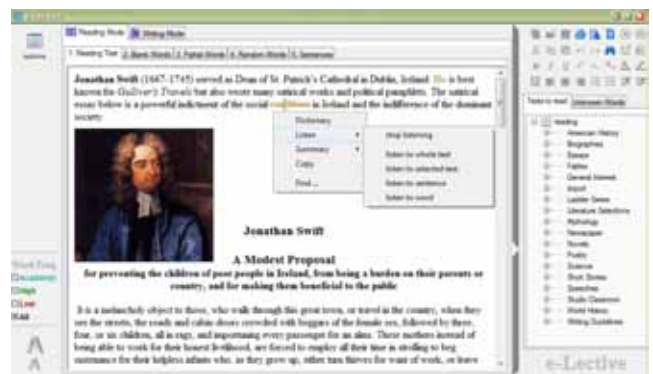 Reading Mode Writing Mode
1. Reading Text 2. Blank Words 3. Partial Words 4. Random Words 5. Sentences
Jonathan Swift (1667-1745) served as Dean of St. Patrick's Cathedral in Dublin, Ireland. He is best
known for Gulliver's Travels but also wrote many satirical works and political pamphlets. The satirical
essay below is a powerful indictment of the social conditions in Ireland and the indifference of the dominant
society.
Dictionary
Listen
Summary
Copy
Find...
stop listening
listen to whole text
listen to selected text
listen to sentence
listen to word
Jonathan Swift
A Modest Proposal
for preventing the children of poor people in Ireland, from being a burden on their parents or
country, and for making them beneficial to the public
It is a melancholy object to those, who walk through this great town, or travel in the country, when they
see the streets, the roads and cabin-doors crowded with beggars of the female sex, followed by three,
four, or six children, all in rags, and importuning every passenger for an alms. These mothers instead of
being able to work for their honest livelihood, are forced to employ all their time in stroling to beg
sustenance for their helpless infants who, as they grow up, either turn thieves for want of work, or leave
Texts to read Unknown Words
reading
American History
Biographies
Essays
Fables
General Interest
import
Ladder Series
Literature Selections
Mythology
Newspaper
Novels
Poetry
Science
Short Stories
Speeches
Studio Classroom
World History
Writing Guidelines
Word Freq
Academic
High
Low
All
A
A
e-Lective